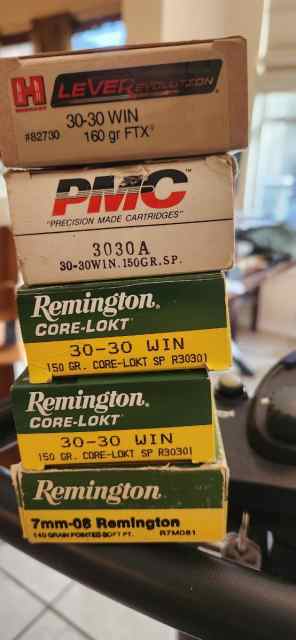 H LEVEREVOLUTION
30-30 WIN
#82730 160 gr FTX®
PMC
"PRECISION MADE CARTRIDGES"
3030A
30-30WIN.150GR.SP.
Remington®
CORE-LOKT®
30-30 WIN
150 GR. CORE-LOKT SP R30301
Remington®
CORE-LOKT®
30-30 WIN
150 GR. CORE-LOKT SP R30301
Remington®
7mm-08 Remington
140 GRAIN POINTED SOFT PT. R7M081